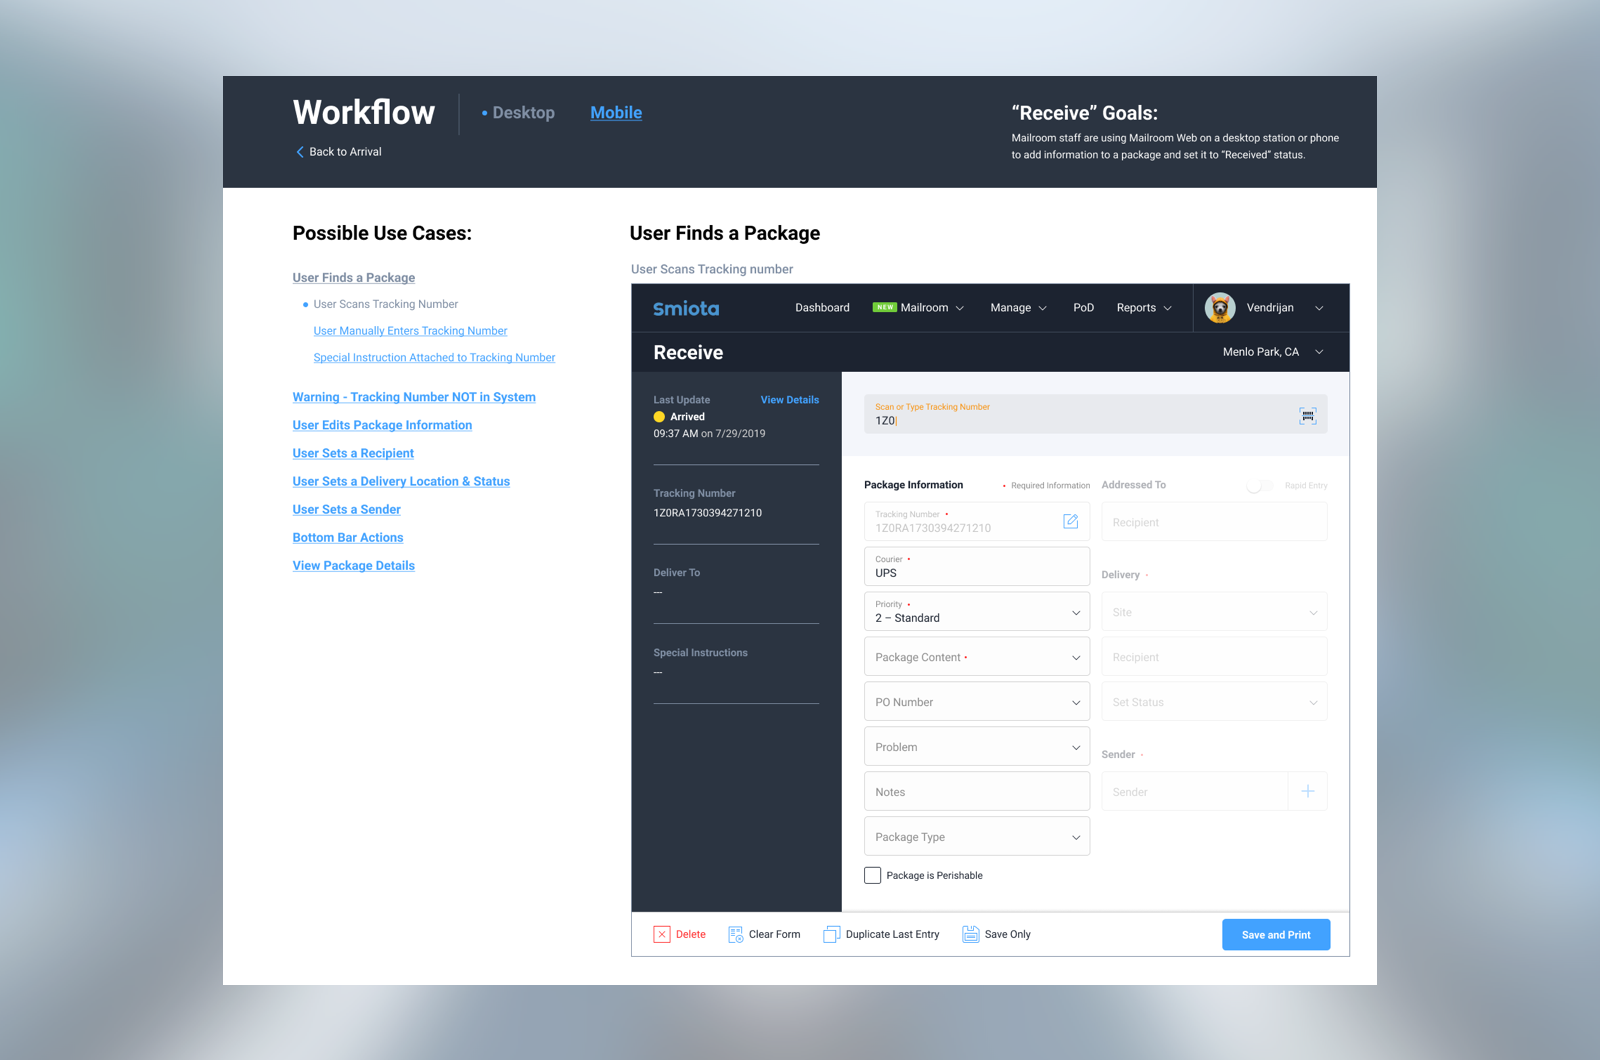 Workflow
• Desktop
Mobile
Back to Arrival
“Receive” Goals:
Mailroom staff are using Mailroom Web on a desktop station or phone
to add information to a package and set it to “Received” status.
Possible Use Cases:
User Finds a Package
• User Scans Tracking Number
User Manually Enters Tracking Number
Special Instruction Attached to Tracking Number
Warning - Tracking Number NOT in System
User Edits Package Information
User Sets a Recipient
User Sets a Delivery Location & Status
User Sets a Sender
Bottom Bar Actions
View Package Details
User Finds a Package
User Scans Tracking number
Smiota
Dashboard
NEW Mailroom
Manage
PoD
Reports
Vendrijan
Receive
Menlo Park, CA
Last Update
View Details
Arrived
09:37 AM on 7/29/2019
Tracking Number
1Z0RA1730394271210
Deliver To
---
Special Instructions
---
Scan or Type Tracking Number
1Z0
Package Information
• Required Information
Tracking Number •
1Z0RA1730394271210
Courier •
UPS
Priority •
2 – Standard
Package Content •
PO Number
Problem
Notes
Package Type
Package is Perishable
Addressed To
Rapid Entry
Recipient
Delivery •
Site
Recipient
Set Status
Sender •
Sender
Delete
Clear Form
Duplicate Last Entry
Save Only
Save and Print